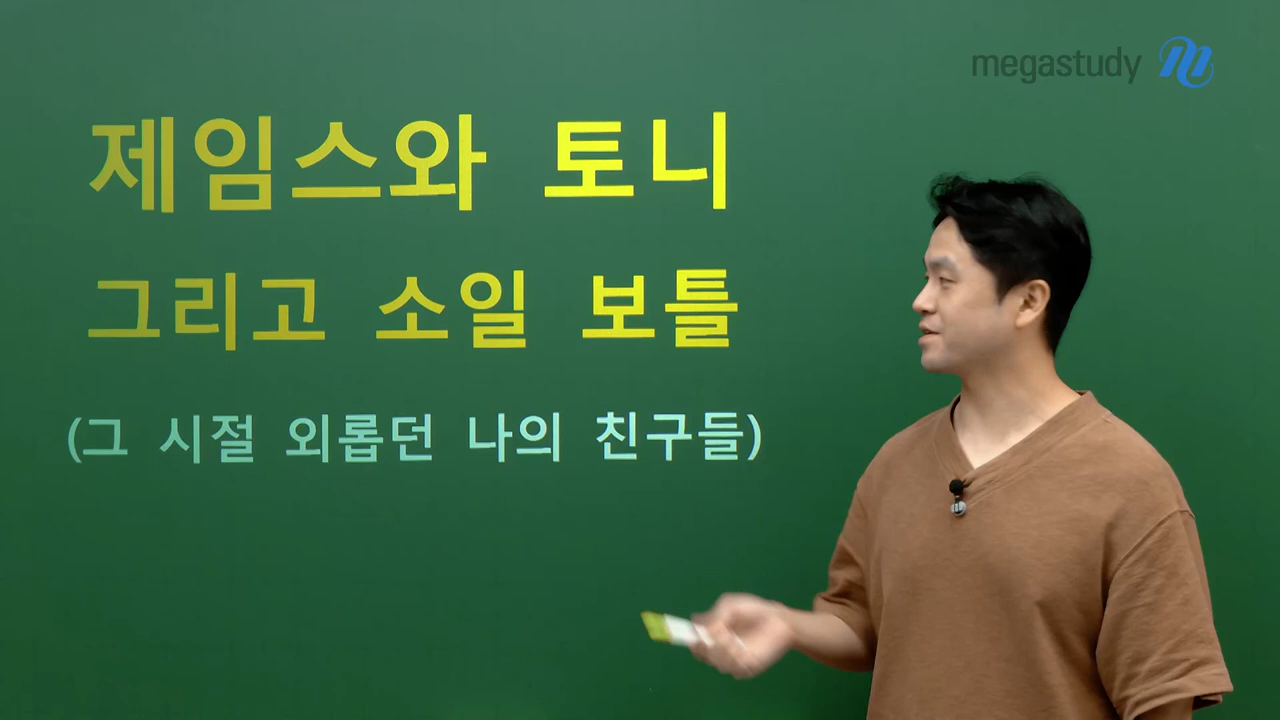 megastudy
제임스와 토니
그리고 소일 보틀
(그 시절 외롭던 나의 친구들)